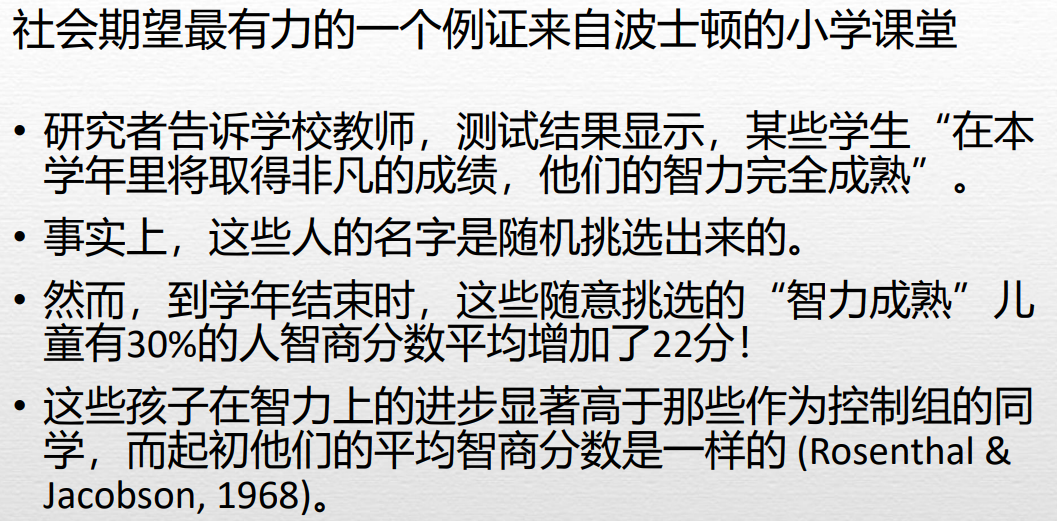 社会期望最有力的一个例证来自波士顿的小学课堂
• 研究者告诉学校教师，测试结果显示，某些学生“在本
学年里将取得非凡的成绩，他们的智力完全成熟”。
• 事实上，这些人的名字是随机挑选出来的。
• 然而，到学年结束时，这些随意挑选的“智力成熟”儿
童有30%的人智商分数平均增加了22分！
• 这些孩子在智力上的进步显著高于那些作为控制组的同
学，而起初他们的平均智商分数是一样的 (Rosenthal &
Jacobson, 1968)。